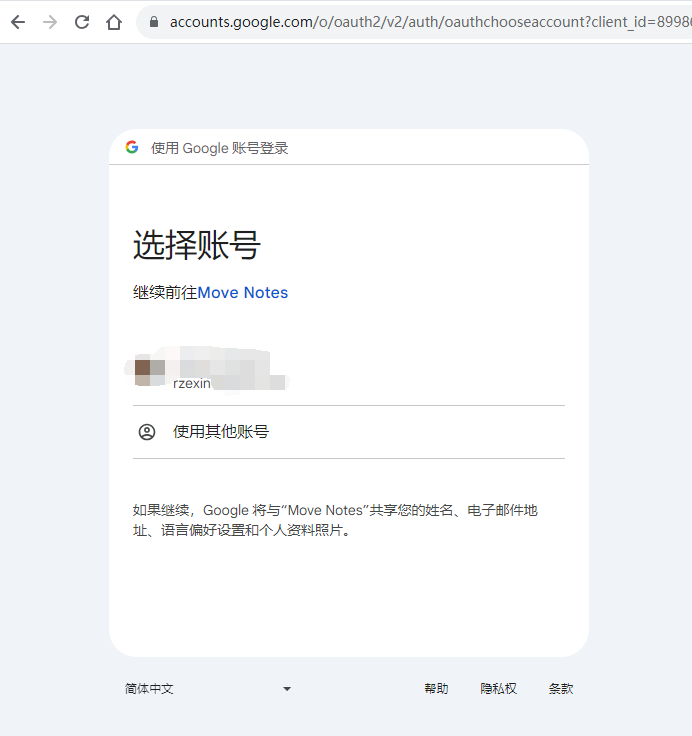 accounts.google.com/o/oauth2/v2/auth/oauthchooseaccount?client_id=8998
使用 Google 账号登录
选择账号
继续前往Move Notes
rzexin
使用其他账号
如果继续，Google 将与“Move Notes”共享您的姓名、电子邮件地
址、语言偏好设置和个人资料照片。
简体中文 帮助 隐私权 条款